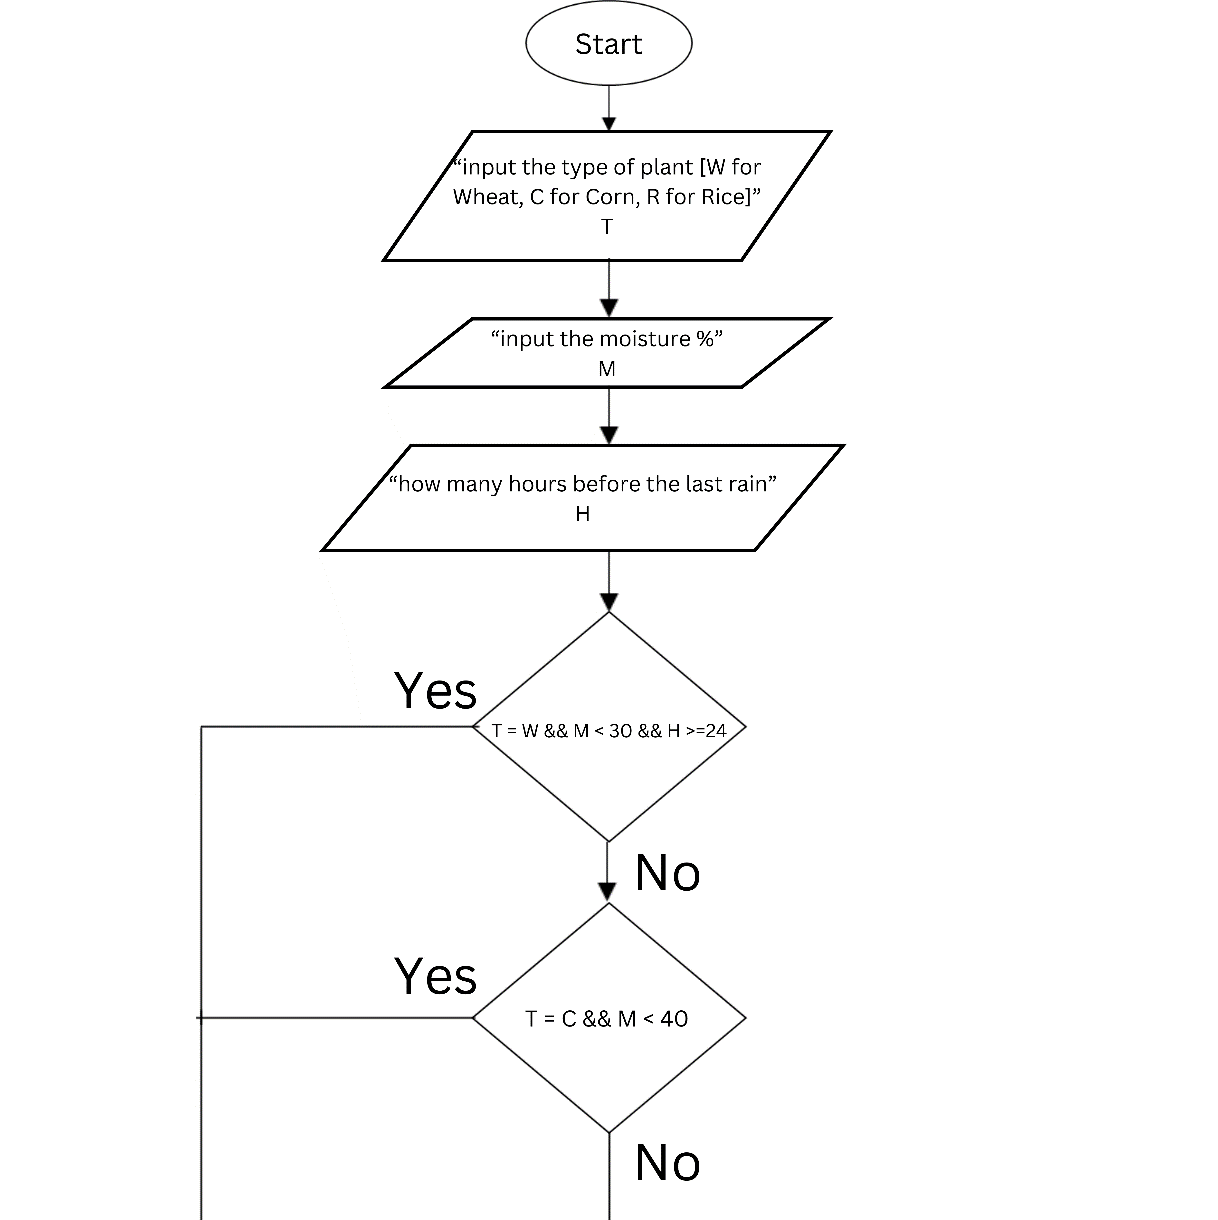 Start
“input the type of plant [W for
Wheat, C for Corn, R for Rice]”
T
“input the moisture %”
M
“how many hours before the last rain”
H
Yes
T = W && M < 30 && H >=24
No
Yes
T = C && M < 40
No